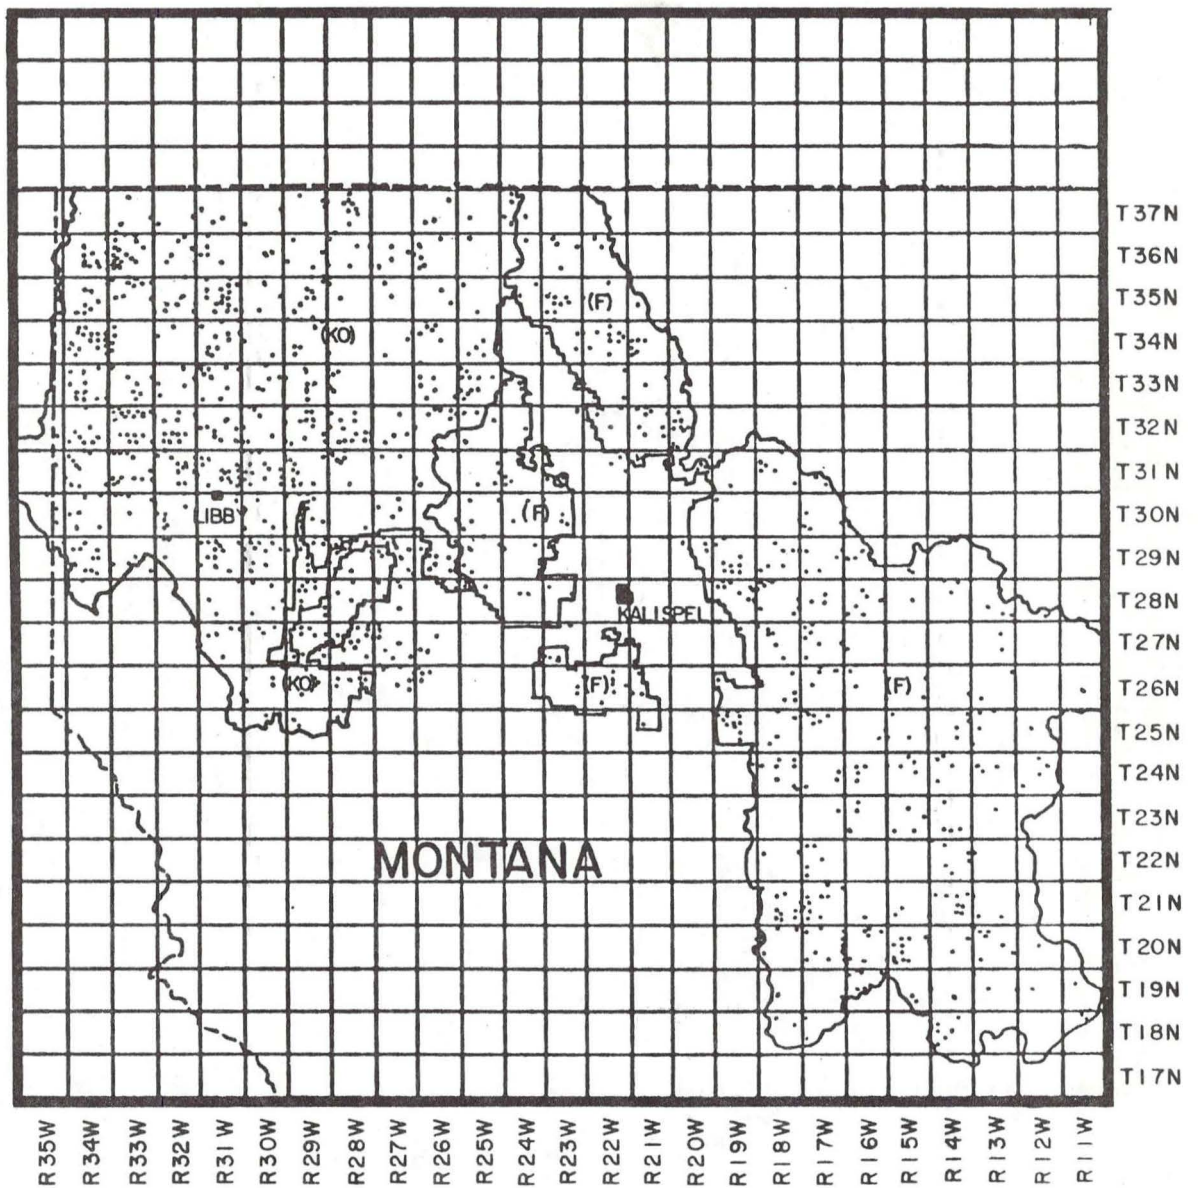 T37N
T36N
(F)
T35N
(KO)
T34N
T33N
T32N
T31N
LIBBY
(F)
T30N
T29N
KALISPEL
T28N
T27N
(KO)
(F)
(F)
T26N
T25N
T24N
T23N
MONTANA
T22N
T21N
T20N
T19N
T18N
T17N
R35W
R34W
R33W
R32W
R31W
R30W
R29W
R28W
R27W
R26W
R25W
R24W
R23W
R22W
R21W
R20W
R19W
R18W
R17W
R16W
R15W
R14W
R13W
R12W
R11W